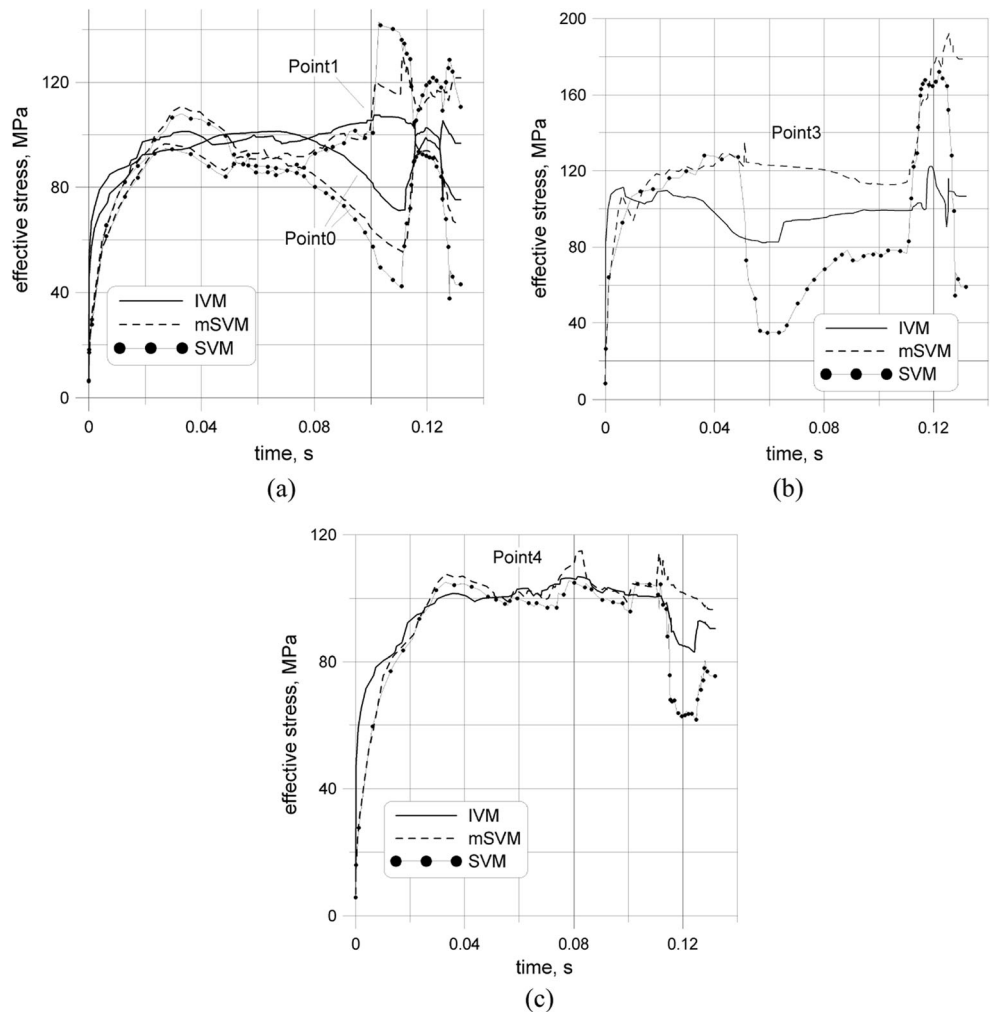 effective stress, MPa
120
80
40
0
Point1
Point0
IVM
mSVM
SVM
0
0.04
0.08
0.12
time, s
(a)
effective stress, MPa
200
160
120
80
40
0
Point3
IVM
mSVM
SVM
0
0.04
0.08
0.12
time, s
(b)
effective stress, MPa
120
80
40
0
Point4
IVM
mSVM
SVM
0
0.04
0.08
0.12
time, s
(c)